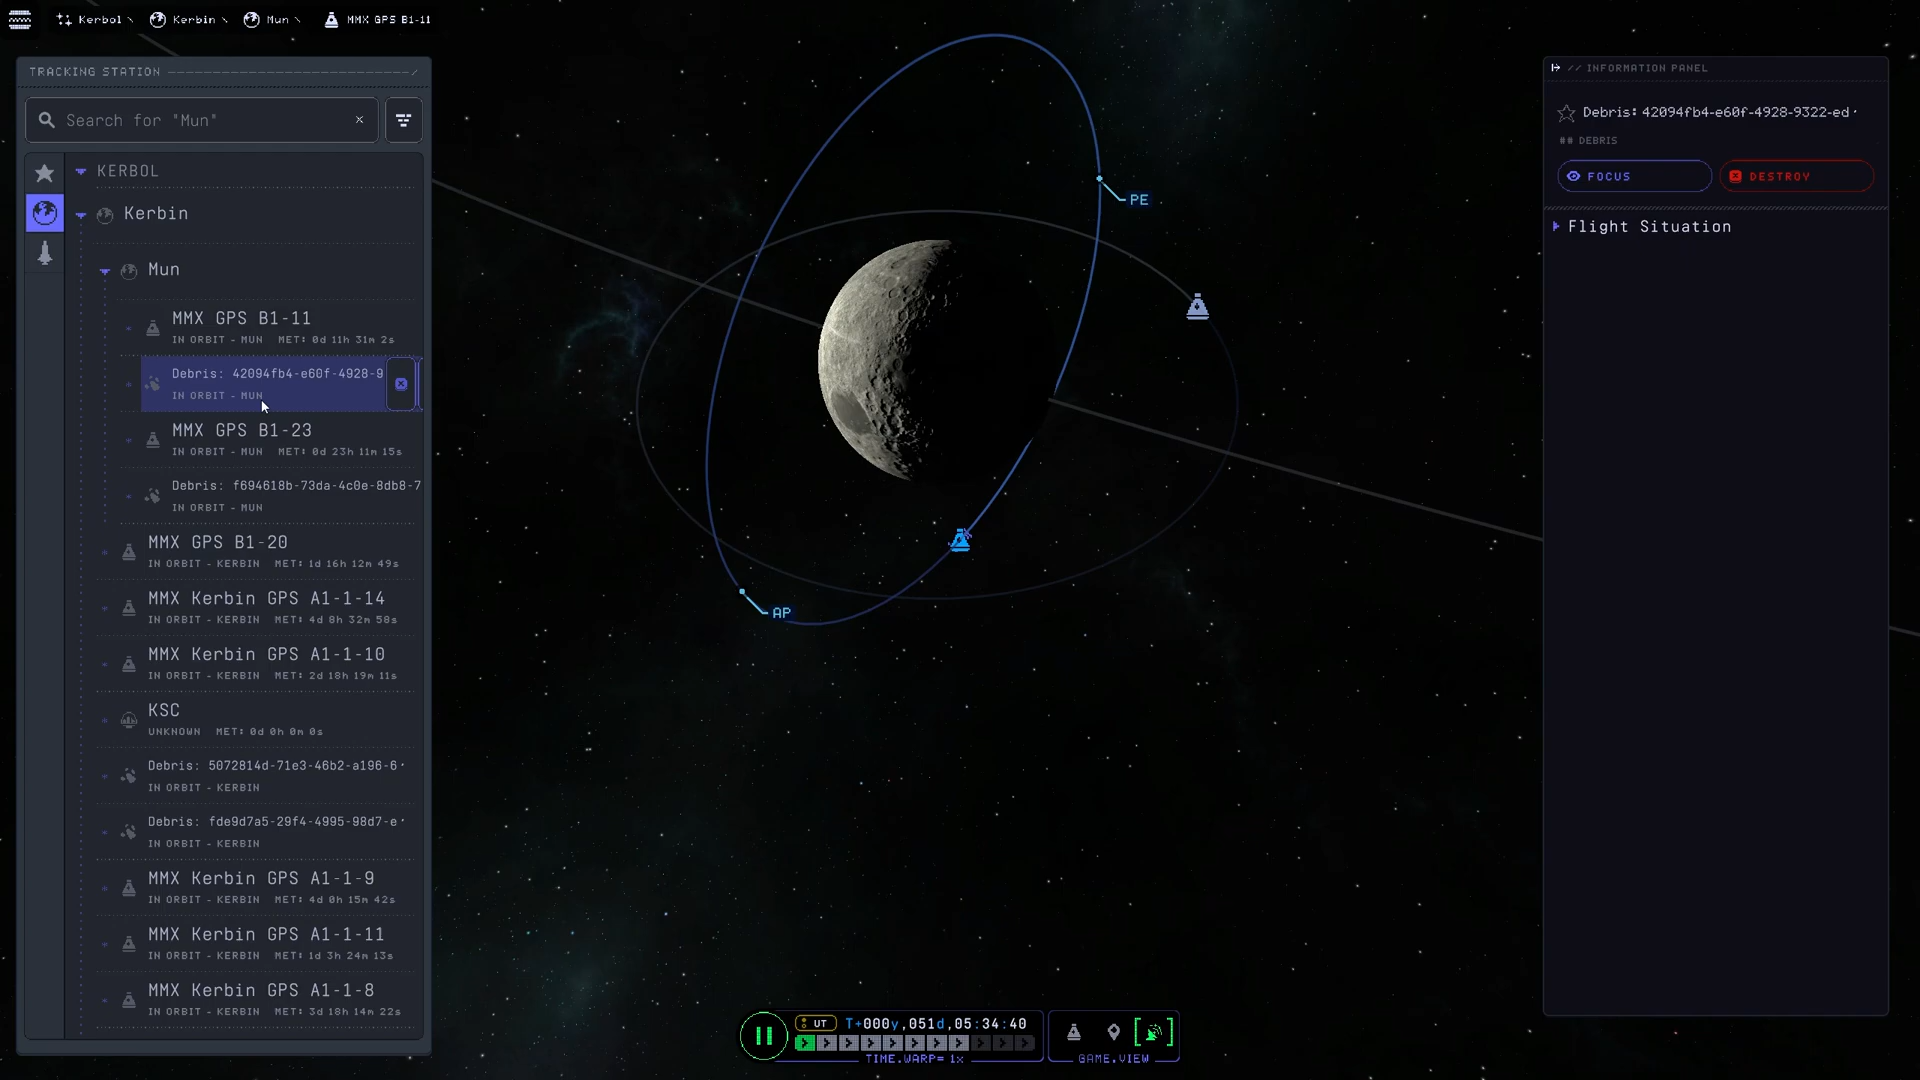 Kerbol
Kerbin
Mun
MMX GPS B1-11
TRACKING STATION
Search for "Mun"
KERBOL
Kerbin
Mun
MMX GPS B1-11
IN ORBIT - MUN MET: 0d 11h 31m 2s
Debris: 42094fb4-e60f-4928-9
IN ORBIT - MUN
MMX GPS B1-23
IN ORBIT - MUN MET: 0d 23h 11m 15s
Debris: f694618b-73da-4c0e-8db8-7
IN ORBIT - MUN
MMX GPS B1-20
IN ORBIT - KERBIN MET: 1d 16h 12m 49s
MMX Kerbin GPS A1-1-14
IN ORBIT - KERBIN MET: 4d 8h 32m 58s
MMX Kerbin GPS A1-1-10
IN ORBIT - KERBIN MET: 2d 18h 19m 11s
KSC
UNKNOWN MET: 0d 0h 0m 0s
Debris: 5072814d-71e3-46b2-a196-6
IN ORBIT - KERBIN
Debris: fde9d7a5-29f4-4995-98d7-e
IN ORBIT - KERBIN
MMX Kerbin GPS A1-1-9
IN ORBIT - KERBIN MET: 4d 0h 15m 42s
MMX Kerbin GPS A1-1-11
IN ORBIT - KERBIN MET: 1d 3h 24m 13s
MMX Kerbin GPS A1-1-8
IN ORBIT - KERBIN MET: 3d 18h 14m 22s
PE
AP
UT T+000y,051d,05:34:40
TIME.WARP= 1x
GAME.VIEW
// INFORMATION PANEL
Debris: 42094fb4-e60f-4928-9322-ed
## DEBRIS
FOCUS
DESTROY
Flight Situation